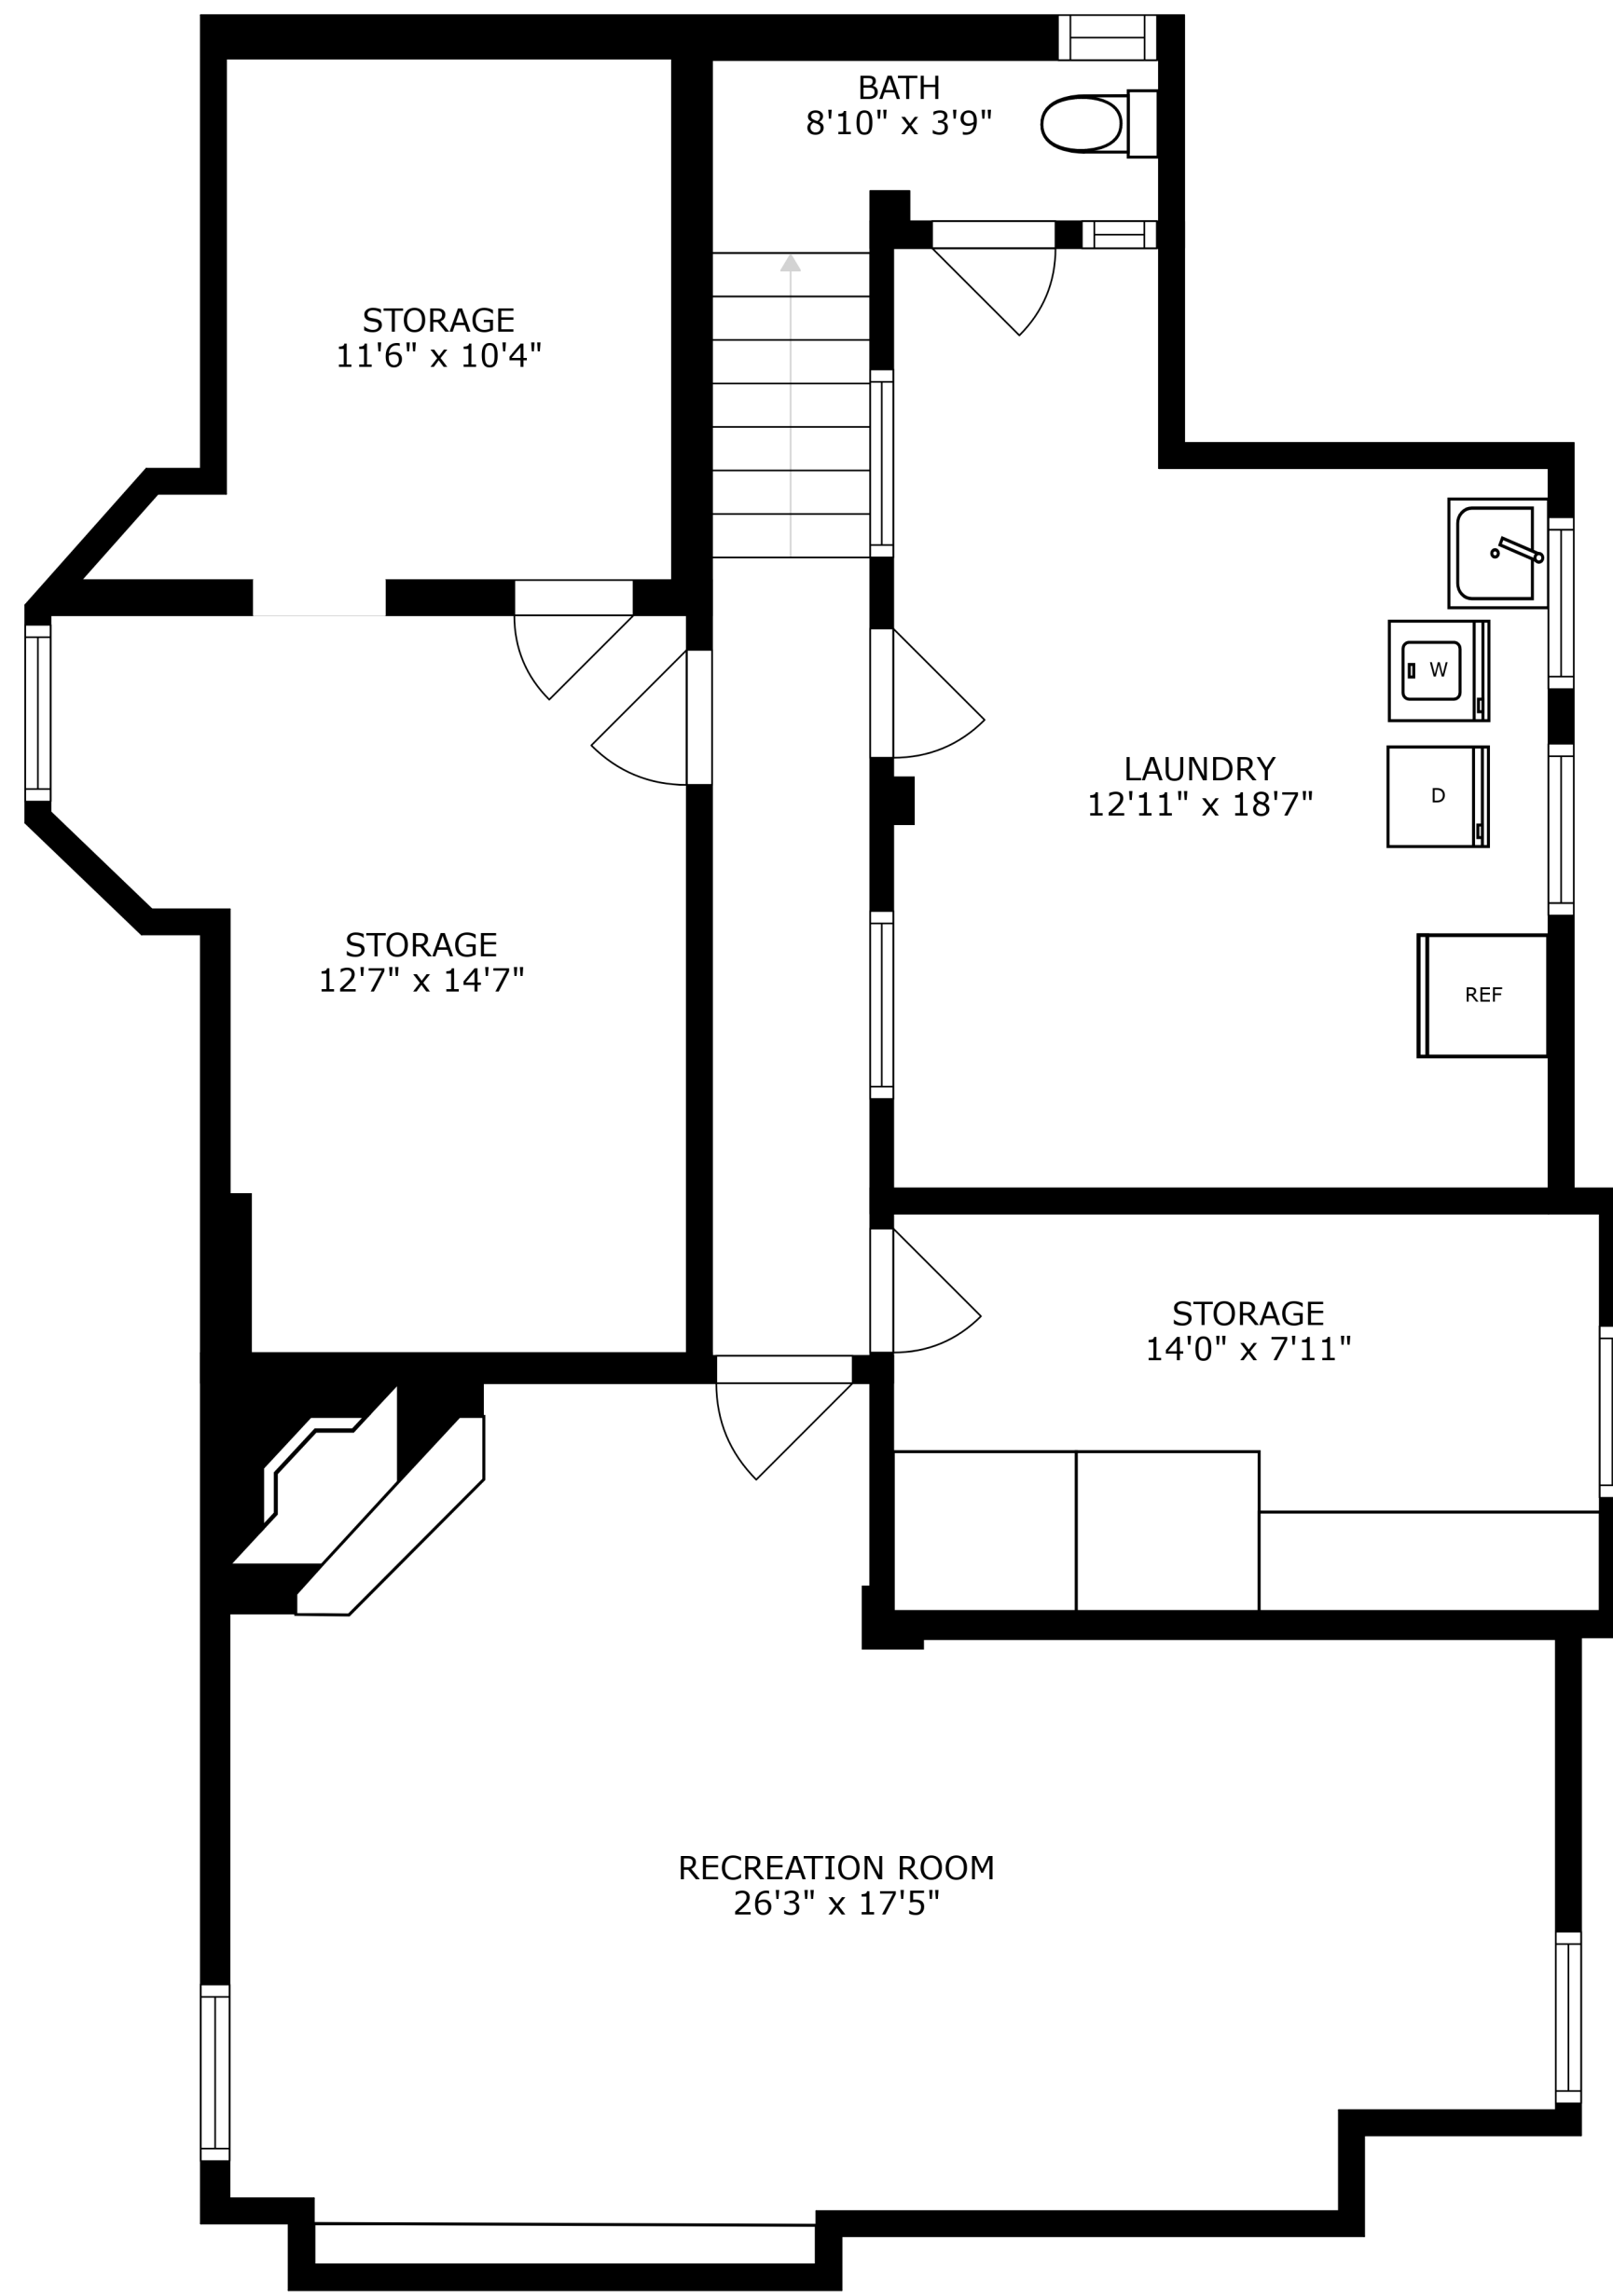 BATH
8'10" x 3'9"
STORAGE
11'6" x 10'4"
W
LAUNDRY
12'11" x 18'7"
D
STORAGE
12'7" x 14'7"
REF
STORAGE
14'0" x 7'11"
RECREATION ROOM
26'3" x 17'5"